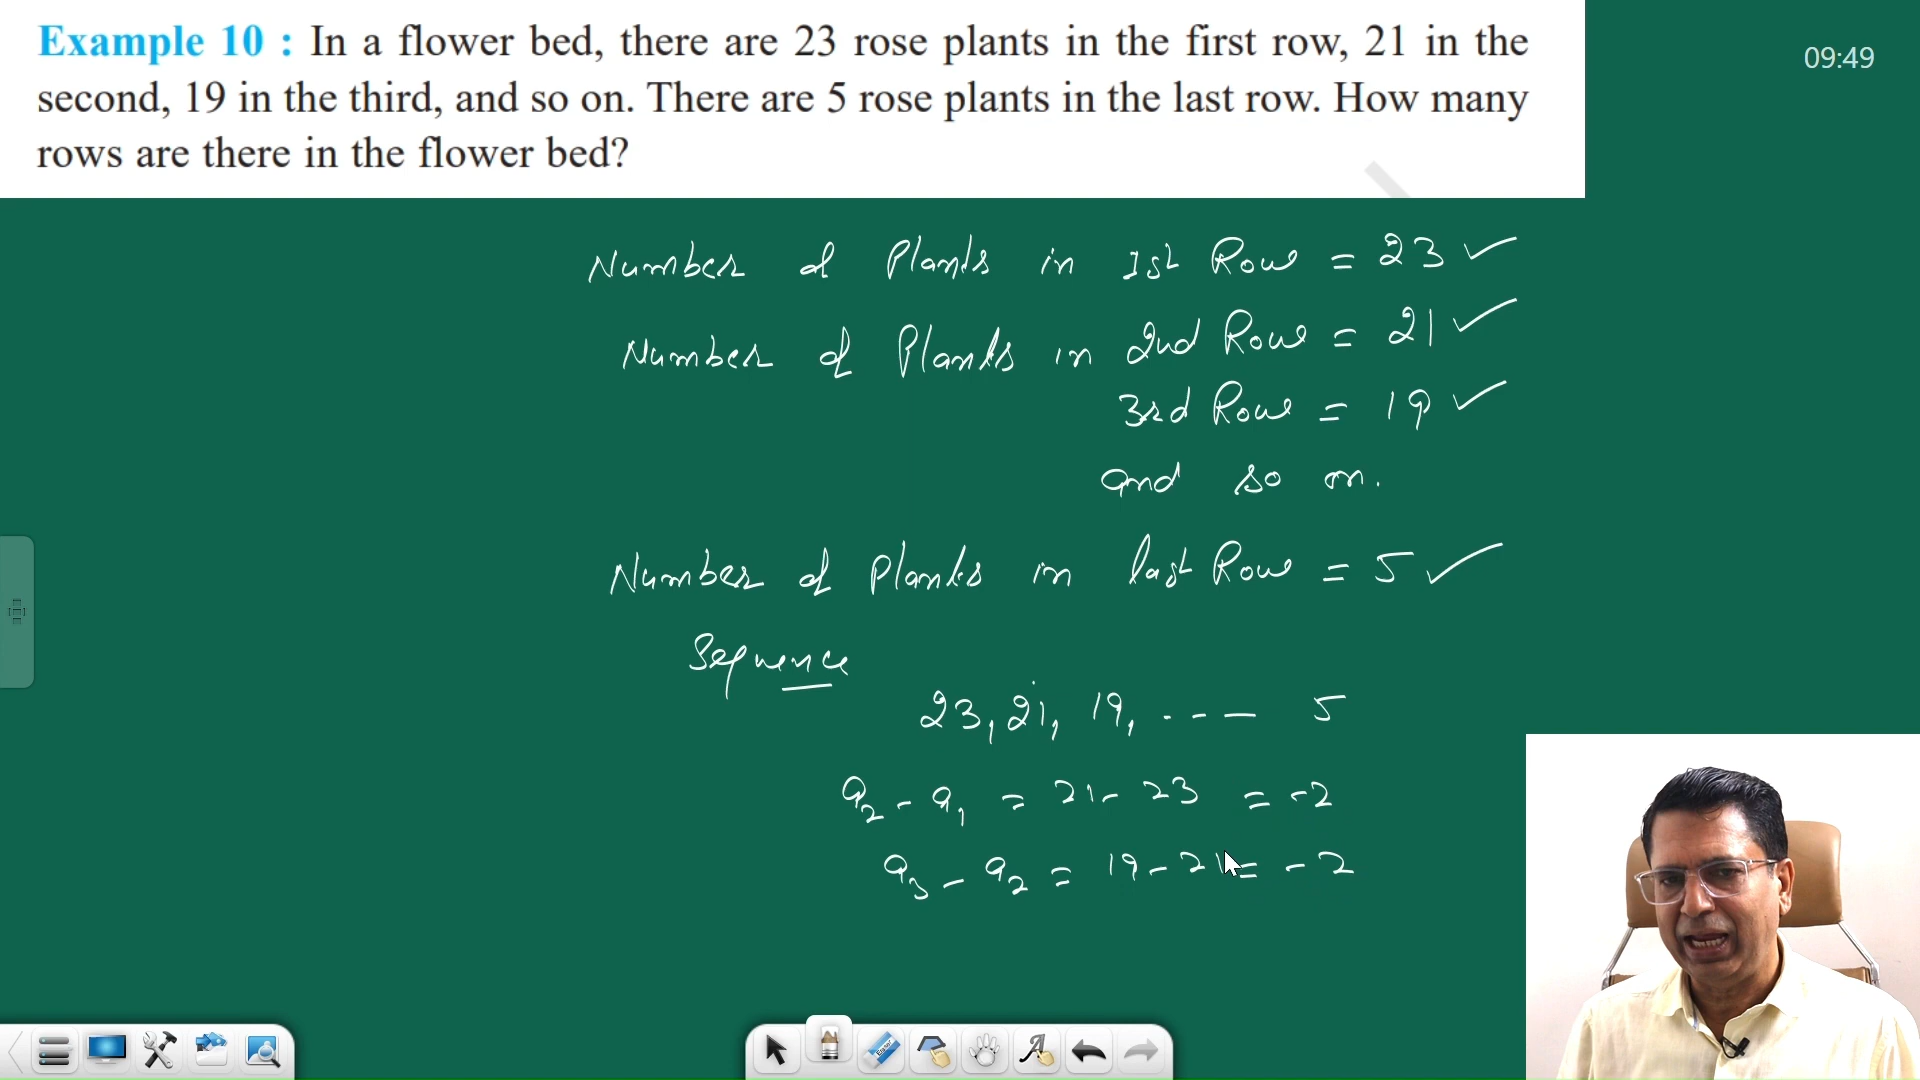 Example 10 : In a flower bed, there are 23 rose plants in the first row, 21 in the
second, 19 in the third, and so on. There are 5 rose plants in the last row. How many
rows are there in the flower bed?
09:49
Number of Plants in 1st Row = 23 ✓
Number of Plants in 2nd Row = 21 ✓
3rd Row = 19 ✓
and so on.
Number of Plants in last Row = 5 ✓
Sequence
23, 21, 19, ---- 5
a₂ - a₁ = 21 - 23 = -2
a₃ - a₂ = 19 - 21 = -2